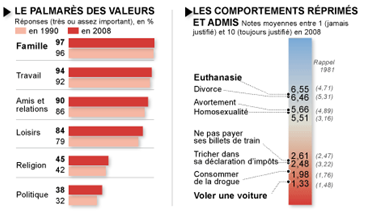 LE PALMARÈS DES VALEURS
Réponses (très ou assez important), en %
en 1990 en 2008
Famille 97
96
Travail 94
92
Amis et
relations 90
86
Loisirs 84
79
Religion 45
42
Politique 38
32
LES COMPORTEMENTS RÉPRIMÉS
ET ADMIS Notes moyennes entre 1 (jamais
justifié) et 10 (toujours justifié) en 2008
Rappel
1981
Euthanasie 6,55 (4,71)
Divorce 6,46 (5,31)
Avortement 5,66 (4,89)
Homosexualité 5,51 (3,16)
Ne pas payer
ses billets de train 2,61 (2,47)
Tricher dans
sa déclaration d'impôts 2,48 (3,22)
Consommer
de la drogue 1,98 (1,76)
Voler une voiture 1,33 (1,48)